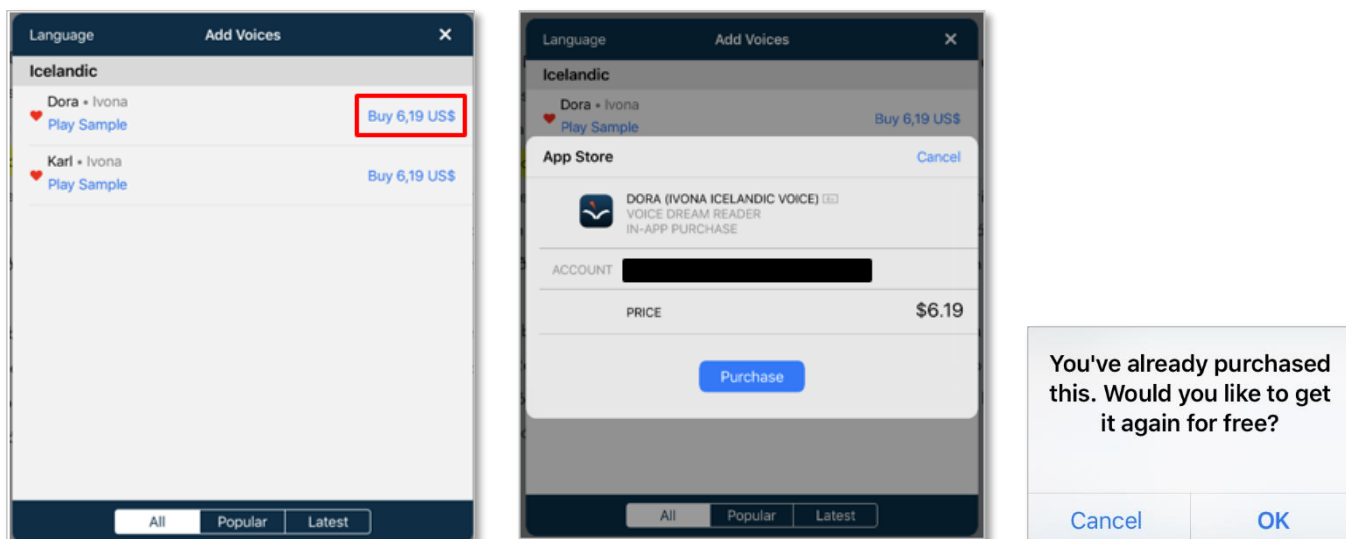 Language Add Voices ×
Icelandic
Dora • Ivona
Play Sample
Buy 6,19 US$
Karl • Ivona
Play Sample
Buy 6,19 US$
All Popular Latest
Language Add Voices ×
Icelandic
Dora • Ivona
Play Sample
Buy 6,19 US$
App Store Cancel
DORA (IVONA ICELANDIC VOICE)
VOICE DREAM READER
IN-APP PURCHASE
ACCOUNT
PRICE $6.19
Purchase
All Popular Latest
You've already purchased
this. Would you like to get
it again for free?
Cancel OK